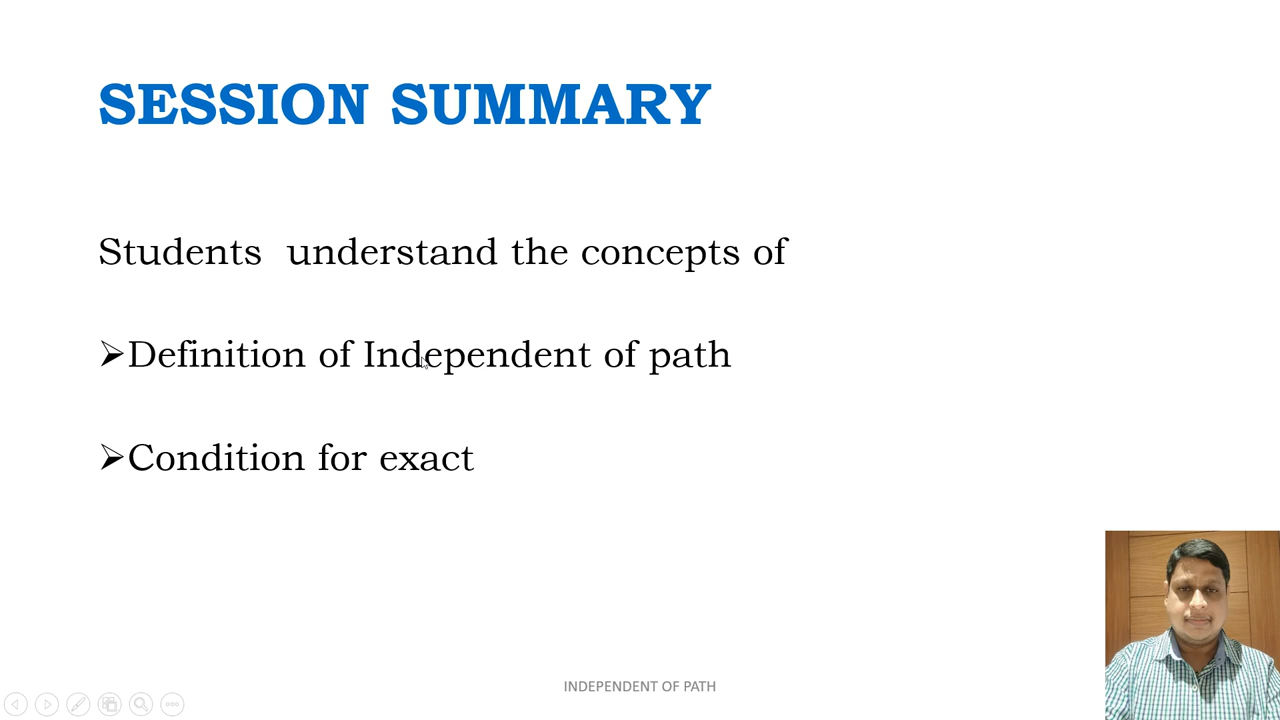 SESSION SUMMARY
Students  understand the concepts of
➢Definition of Independent of path
➢Condition for exact
INDEPENDENT OF PATH